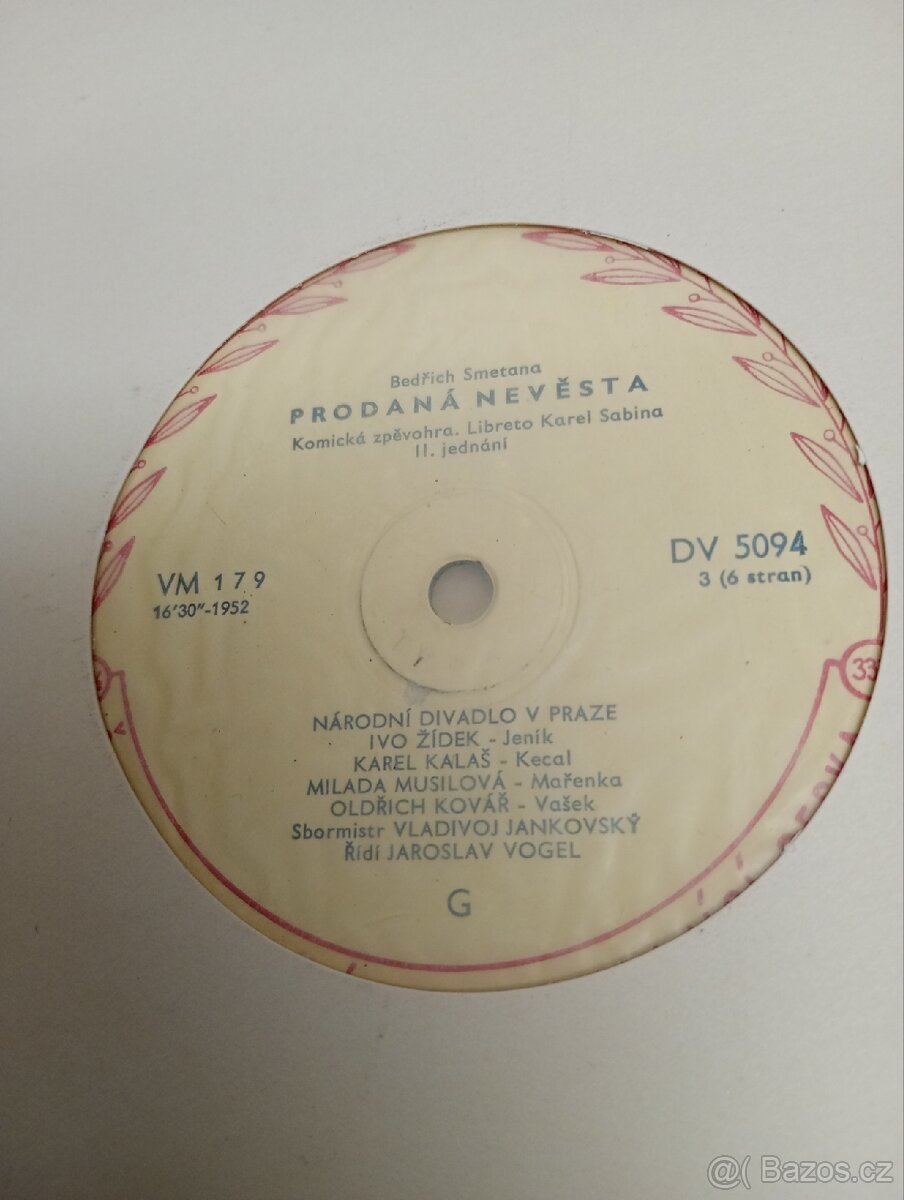 Bedřich Smetana
PRODANÁ NEVĚSTA
Komická zpěvohra. Libreto Karel Sabina
II. jednání
VM 179
16'30"-1952
DV 5094
3 (6 stran)
33
NÁRODNÍ DIVADLO V PRAZE
IVO ŽÍDEK - Jeník
KAREL KALAŠ - Kecal
MILADA MUSILOVÁ - Mařenka
OLDŘICH KOVÁŘ - Vašek
Sbormistr VLADIVOJ JANKOVSKÝ
Řídí JAROSLAV VOGEL
G
@( Bazos.cz